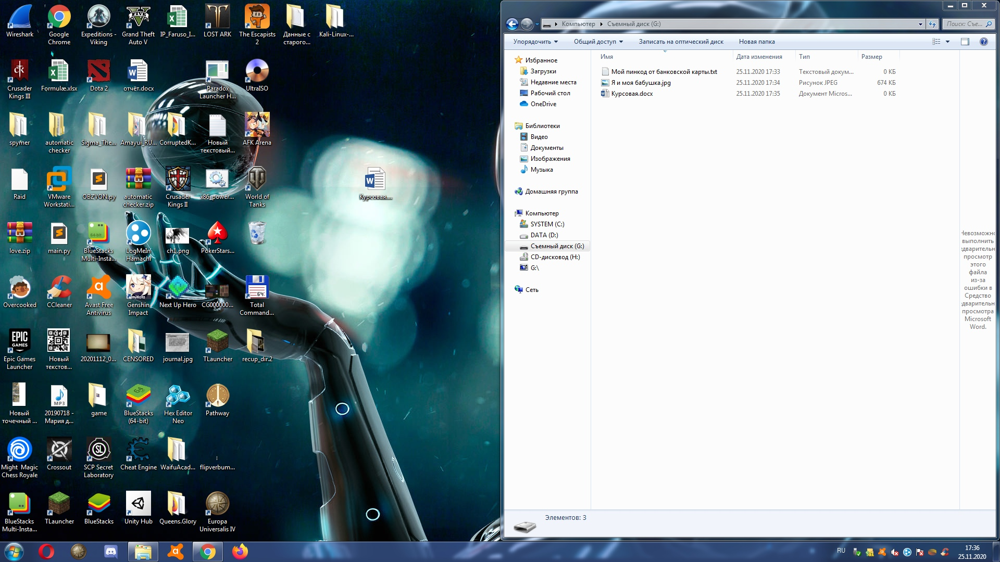 Wireshark
Google
Chrome
Expeditions -
Viking
Grand Theft
Auto V
IP_Faruso_I...
LOST ARK
The Escapists
2
Данные с
старого...
Kali-Linux-...
Crusader
Kings III
Formulæ.xlsx
Dota 2
отчёт.docx
Paradox
Launcher H...
UltraISO
spymer
automatic
checker
Sigma_The...
Amayui_RU...
CorruptedK...
Новый
текстовый...
AFK Arena
Raid
VMware
Workstati...
OBZVON.py
automatic
checker.zip
Crusader
Kings II
x86_power...
World of
Tanks
Курсовая....
love.zip
main.py
64-bit
BlueStacks
Multi-Insta...
LogMeIn
Hamachi
ch1.png
PokerStars...
Overcooked
CCleaner
Avast Free
Antivirus
miHoYo
Genshin
Impact
Next Up Hero
CG000000...
64:
Total
Command...
EPIC
GAMES
Epic Games
Launcher
Новый
текстов...
20201112_0...
CENSORED
journal.jpg
TLauncher
recup_dir.2
Новый
точечный ...
MP3
20190718 -
Мария д...
game
64
BlueStacks
(64-bit)
Hex Editor
Neo
Pathway
Might Magic
Chess Royale
Crossout
SL
SCP Secret
Laboratory
Cheat Engine
WaifuAcad...
flipverbum...
BlueStacks
Multi-Insta...
TLauncher
BlueStacks
Unity Hub
Queens.Glory
Europa
Universalis IV
Компьютер
Съемный диск (G:)
Поиск: Съе...
Упорядочить
Общий доступ
Записать на оптический диск
Новая папка
Избранное
Загрузки
Недавние места
Рабочий стол
OneDrive
Библиотеки
Видео
Документы
Изображения
Музыка
Домашняя группа
Компьютер
SYSTEM (C:)
DATA (D:)
Съемный диск (G:)
CD-дисковод (H:)
G:\
Сеть
Имя
Дата изменения
Тип
Размер
Мой пинкод от банковской карты.txt
25.11.2020 17:33
Текстовый докум...
0 КБ
Я и моя бабушка.jpg
25.11.2020 17:34
Рисунок JPEG
674 КБ
Курсовая.docx
25.11.2020 17:35
Документ Micros...
0 КБ
Невозможно
выполнить
дварительн
просмотр
этого
файла
из-за
ошибки в
Средство
дварительн
просмотра
Microsoft
Word.
Элементов: 3
RU
17:36
25.11.2020